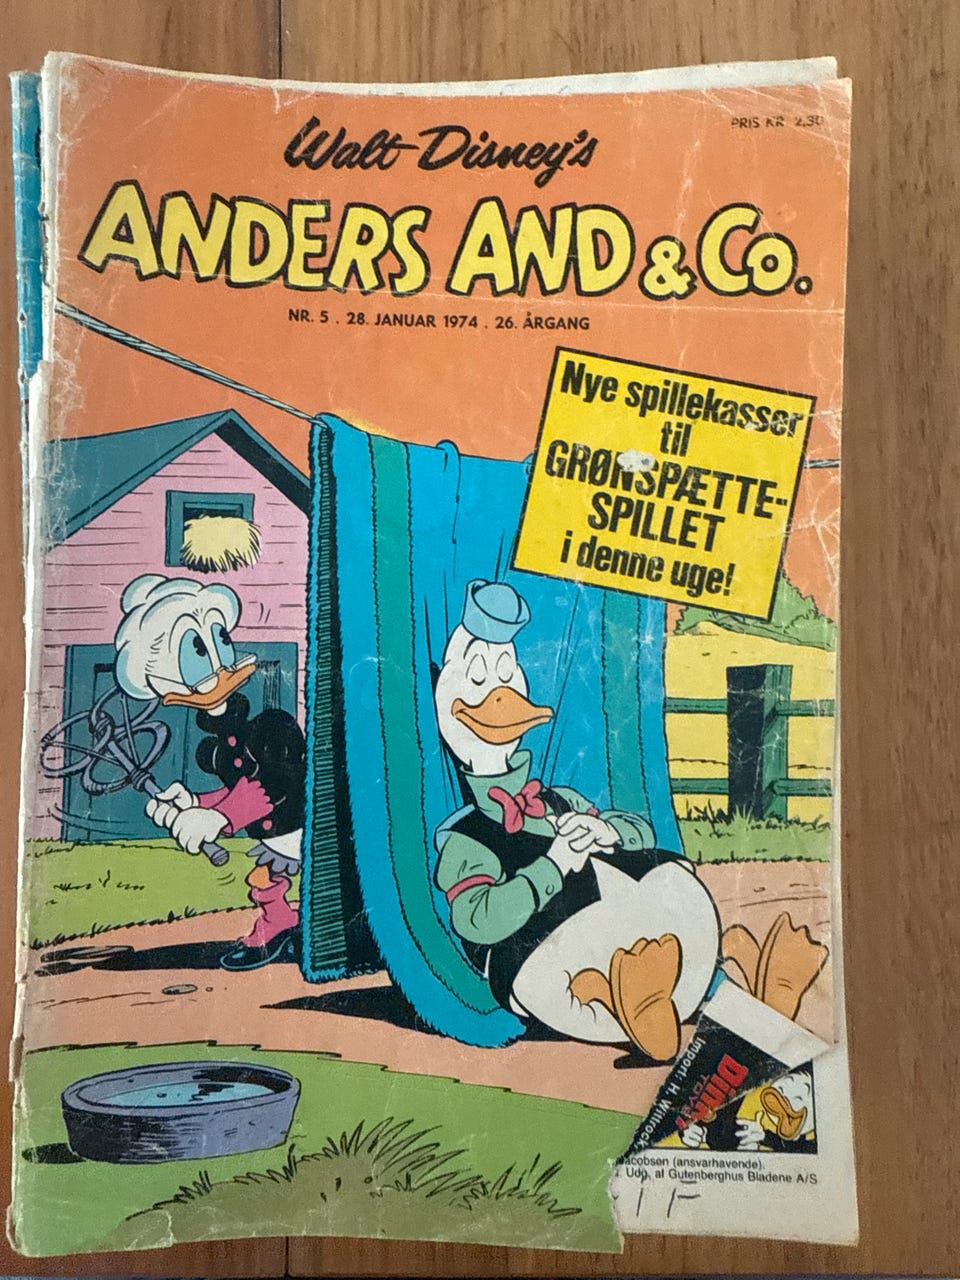 PRIS KR. 2,30
Walt Disney's
ANDERS AND & Co.
NR. 5 . 28. JANUAR 1974 . 26. ÅRGANG
Nye spillekasser
til
GRØNSPÆTTE-
SPILLET
i denne uge!
Import: H. Wittrock
Jacobsen (ansvarhavende).
Udg. af Gutenberghus Bladene A/S